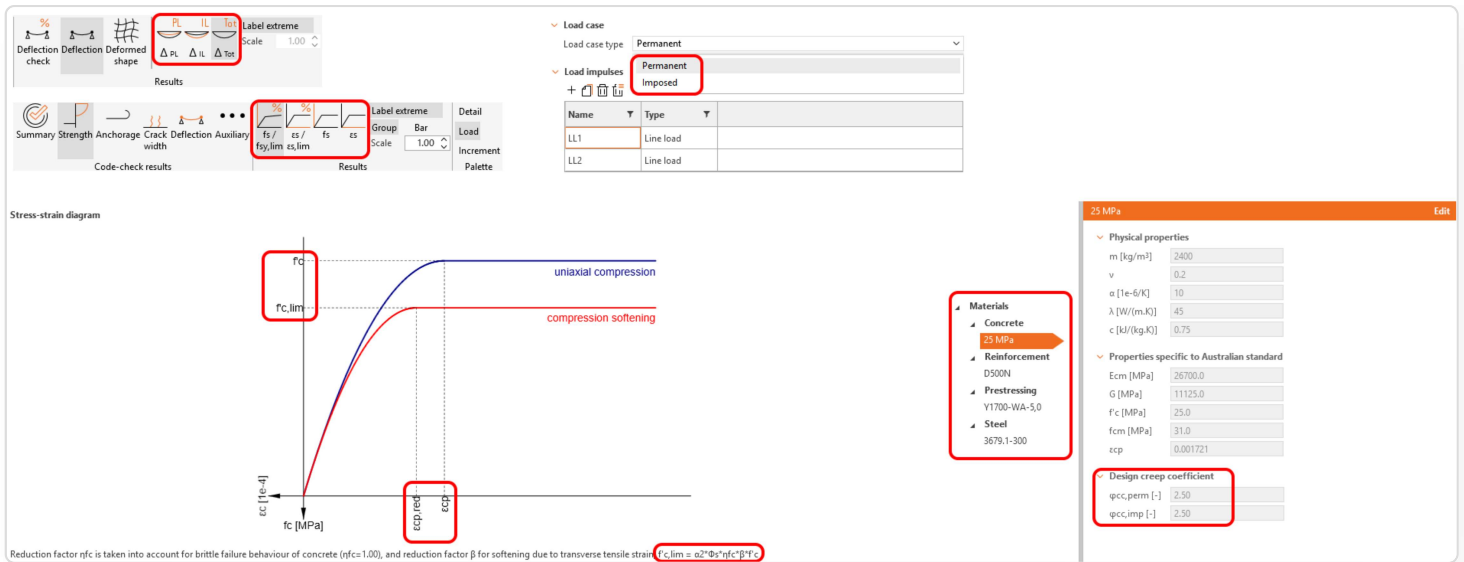 % PL IL Tot Label extreme
Scale 1.00
Deflection Deflection Deformed Δ PL Δ IL Δ Tot
check shape
Results
% %
Label extreme Detail
Summary Strength Anchorage Crack Deflection Auxiliary fs / εs / fs εs Group Bar Load
width fsy,lim εs,lim Scale 1.00 Increment
Code-check results Results Palette
Load case
Load case type Permanent
Permanent
Load impulses
Imposed
Name Type
LL1 Line load
LL2 Line load
Stress-strain diagram
f'c
uniaxial compression
f'c,lim
compression softening
εc [1e-4]
fc [MPa]
εcp,red
εcp
Reduction factor ηfc is taken into account for brittle failure behaviour of concrete (ηfc=1.00), and reduction factor β for softening due to transverse tensile strain f'c,lim = α2*Φs*ηfc*β*f'c
Materials
Concrete
25 MPa
Reinforcement
D500N
Prestressing
Y1700-WA-5,0
Steel
3679.1-300
25 MPa Edit
Physical properties
m [kg/m³] 2400
ν 0.2
α [1e-6/K] 10
λ [W/(m.K)] 45
c [kJ/(kg.K)] 0.75
Properties specific to Australian standard
Ecm [MPa] 26700.0
G [MPa] 11125.0
f'c [MPa] 25.0
fcm [MPa] 31.0
εcp 0.001721
Design creep coefficient
φcc,perm [-] 2.50
φcc,imp [-] 2.50